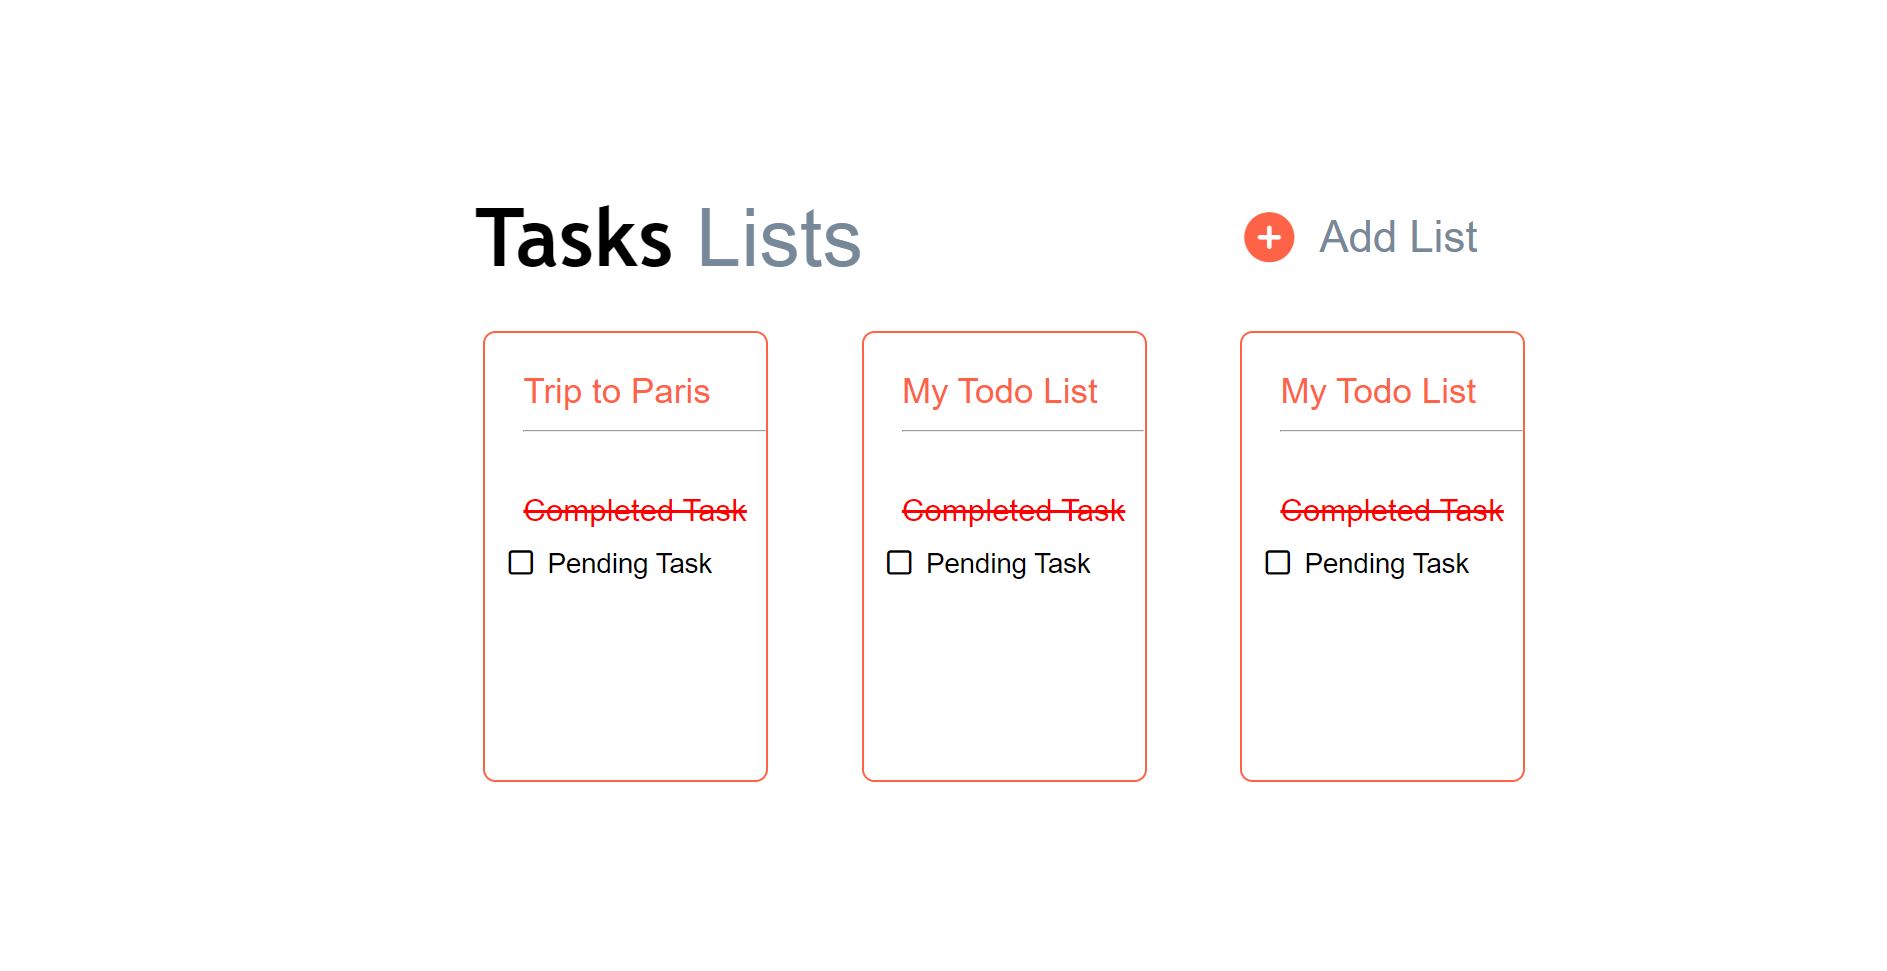 Tasks Lists
Add List
Trip to Paris
Completed Task
Pending Task
My Todo List
Completed Task
Pending Task
My Todo List
Completed Task
Pending Task